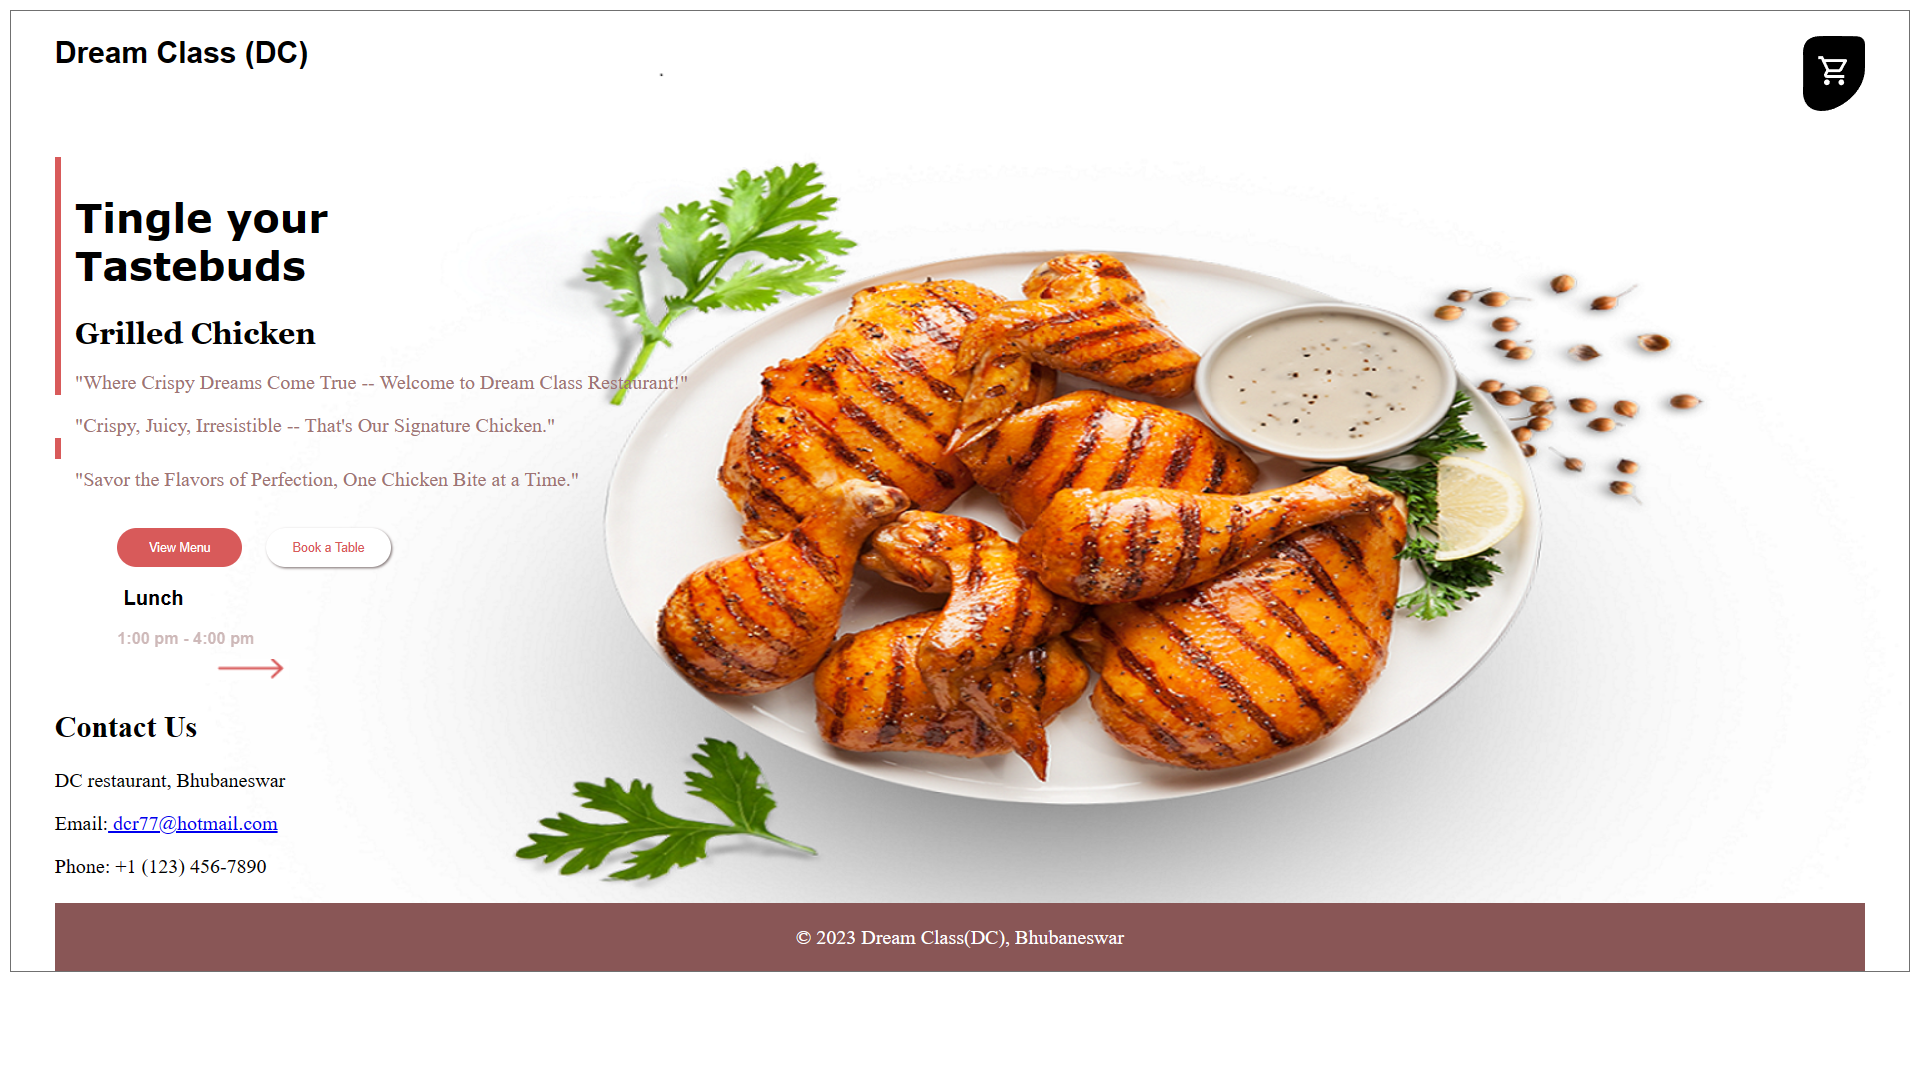 Dream Class (DC)
Tingle your
Tastebuds
Grilled Chicken
"Where Crispy Dreams Come True -- Welcome to Dream Class Restaurant!"
"Crispy, Juicy, Irresistible -- That's Our Signature Chicken."
"Savor the Flavors of Perfection, One Chicken Bite at a Time."
View Menu Book a Table
Lunch
1:00 pm - 4:00 pm
Contact Us
DC restaurant, Bhubaneswar
Email: dcr77@hotmail.com
Phone: +1 (123) 456-7890
© 2023 Dream Class(DC), Bhubaneswar